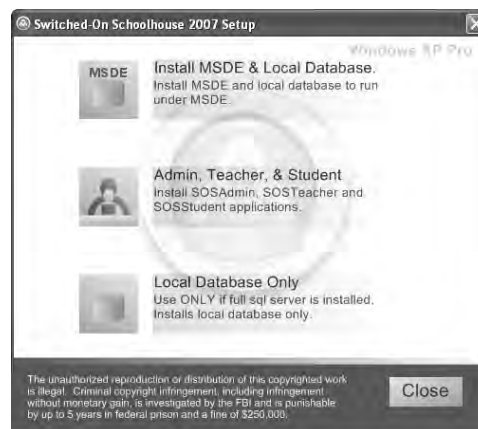 Switched-On Schoolhouse 2007 Setup
Windows XP Pro
MSDE
Install MSDE & Local Database.
Install MSDE and local database to run
under MSDE.
Admin, Teacher, & Student
Install SOSAdmin, SOSTeacher and
SOSStudent applications.
Local Database Only
Use ONLY if full sql server is installed.
Installs local database only.
The unauthorized reproduction or distribution of this copyrighted work
is illegal. Criminal copyright infringement, including infringement
without monetary gain, is investigated by the FBI and is punishable
by up to 5 years in federal prison and a fine of $250,000.
Close